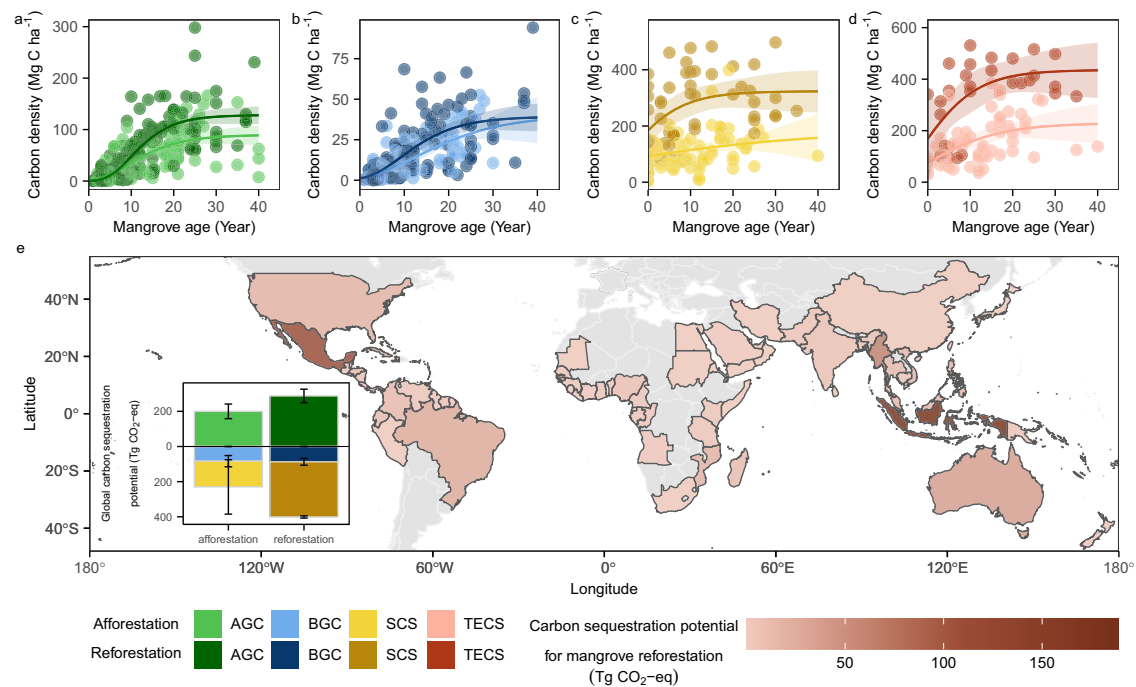 a
b
c
d
Carbon density (Mg C ha⁻¹)
300
200
100
0
0 10 20 30 40
Mangrove age (Year)
Carbon density (Mg C ha⁻¹)
75
50
25
0
0 10 20 30 40
Mangrove age (Year)
Carbon density (Mg C ha⁻¹)
400
200
0
0 10 20 30 40
Mangrove age (Year)
Carbon density (Mg C ha⁻¹)
600
400
200
0
0 10 20 30 40
Mangrove age (Year)
e
Latitude
40°N
20°N
0°
20°S
40°S
Global carbon sequestration
potential (Tg CO₂−eq)
200
0
200
400
afforestation reforestation
180° 120°W 60°W 0° 60°E 120°E 180°
Longitude
Afforestation AGC BGC SCS TECS
Reforestation AGC BGC SCS TECS
Carbon sequestration potential
for mangrove reforestation
(Tg CO₂−eq)
50 100 150